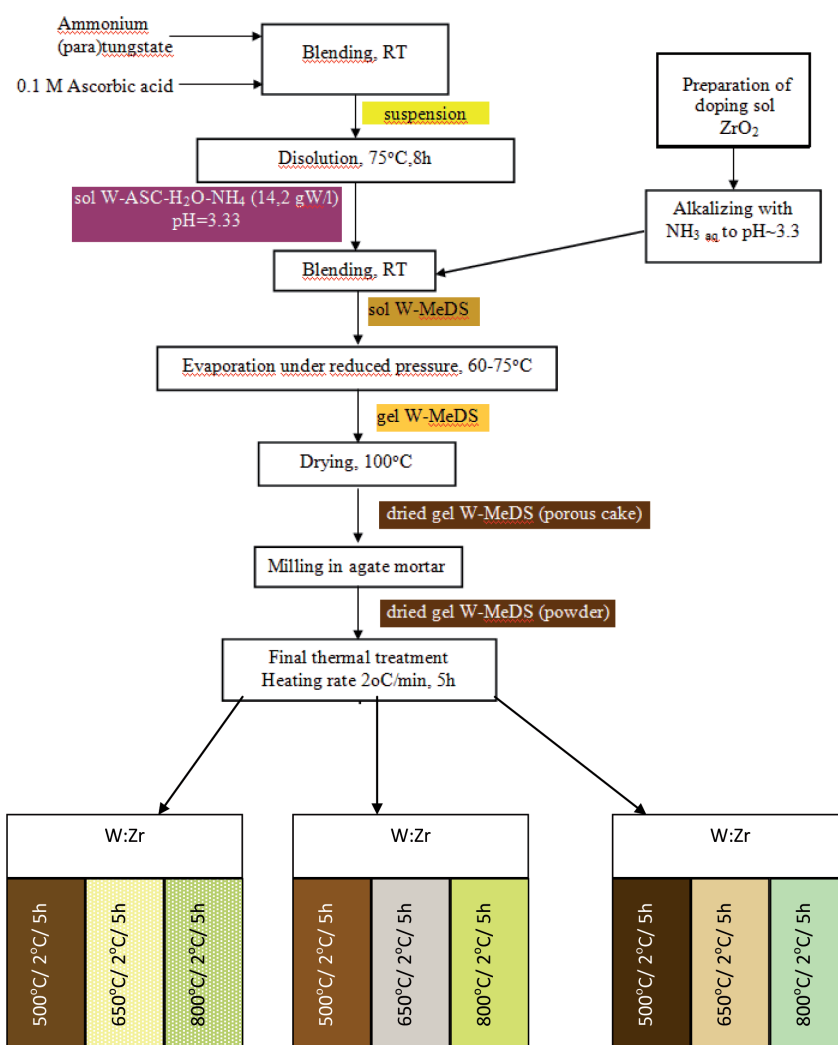 Ammonium
(para)tungstate
0.1 M Ascorbic acid
Blending, RT
suspension
Preparation of
doping sol
ZrO₂
Disolution, 75°C,8h
sol W-ASC-H₂O-NH₄ (14,2 gW/l)
pH=3.33
Alkalizing with
NH₃ aq to pH~3.3
Blending, RT
sol W-MeDS
Evaporation under reduced pressure, 60-75°C
gel W-MeDS
Drying, 100°C
dried gel W-MeDS (porous cake)
Milling in agate mortar
dried gel W-MeDS (powder)
Final thermal treatment
Heating rate 2oC/min, 5h
W:Zr
500°C/ 2°C/ 5h
650°C/ 2°C/ 5h
800°C/ 2°C/ 5h
W:Zr
500°C/ 2°C/ 5h
650°C/ 2°C/ 5h
800°C/ 2°C/ 5h
W:Zr
500°C/ 2°C/ 5h
650°C/ 2°C/ 5h
800°C/ 2°C/ 5h